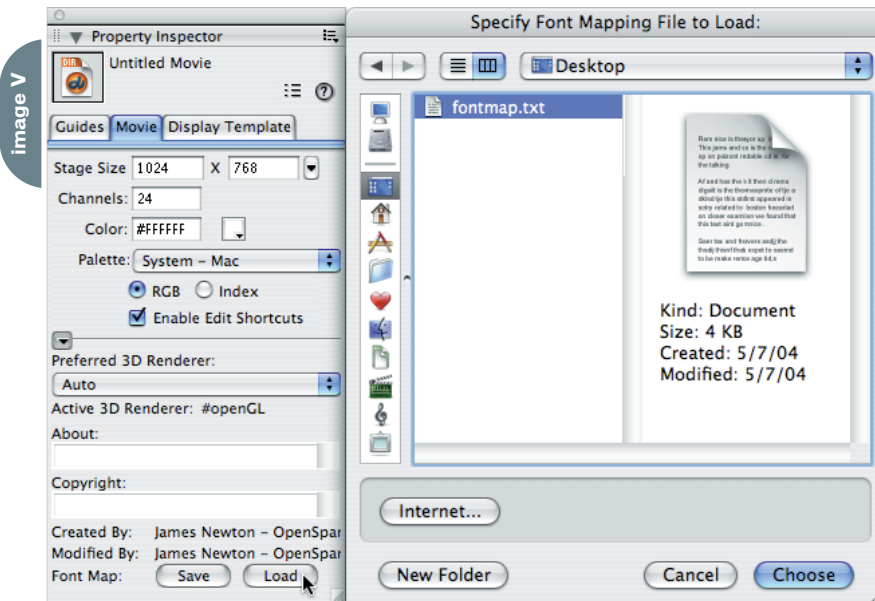 image V
Property Inspector
DIR
Untitled Movie
Guides Movie Display Template
Stage Size 1024 X 768
Channels: 24
Color: #FFFFFF
Palette: System – Mac
RGB Index
Enable Edit Shortcuts
Preferred 3D Renderer:
Auto
Active 3D Renderer: #openGL
About:
Copyright:
Created By: James Newton – OpenSpar
Modified By: James Newton – OpenSpar
Font Map: Save Load
Specify Font Mapping File to Load:
Desktop
fontmap.txt
Kind: Document
Size: 4 KB
Created: 5/7/04
Modified: 5/7/04
Internet...
New Folder Cancel Choose